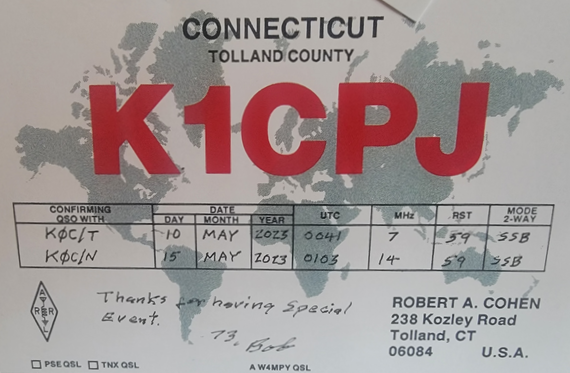 CONNECTICUT
TOLLAND COUNTY
K1CPJ
CONFIRMING QSO WITH DATE DAY MONTH YEAR UTC MHz RST MODE 2-WAY
KØC/T 10 MAY 2023 0041 7 59 SSB
KØC/N 15 MAY 2023 0103 14 59 SSB
Thanks for having Special
Event.
73, Bob
ARRL
ROBERT A. COHEN
238 Kozley Road
Tolland, CT
06084 U.S.A.
PSE QSL TNX QSL
A W4MPY QSL